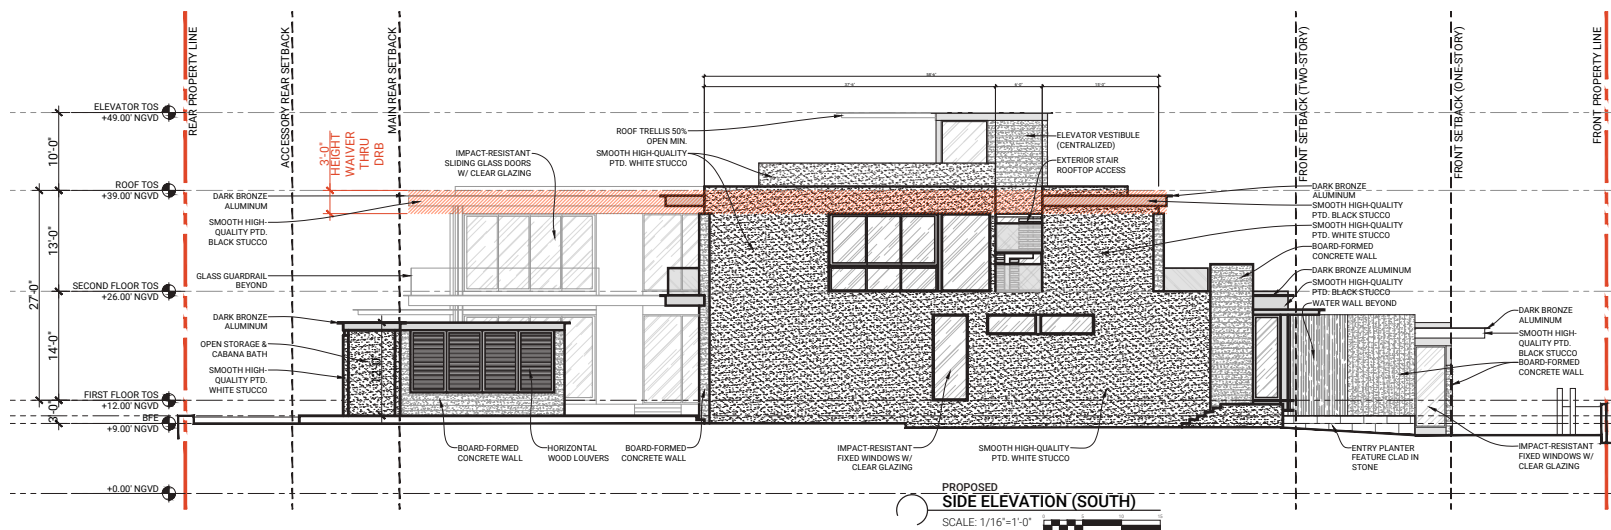 REAR PROPERTY LINE
ACCESSORY REAR SETBACK
MAIN REAR SETBACK
FRONT SETBACK (TWO-STORY)
FRONT SETBACK (ONE-STORY)
FRONT PROPERTY LINE
ELEVATOR TOS
+49.00' NGVD
ROOF TOS
+39.00' NGVD
SECOND FLOOR TOS
+26.00' NGVD
FIRST FLOOR TOS
+12.00' NGVD
BFE
+9.00' NGVD
+0.00' NGVD
10'-0"
13'-0"
27'-0"
14'-0"
3'-0"
3'-0"
HEIGHT
WAIVER
THRU
DRB
DARK BRONZE
ALUMINUM
SMOOTH HIGH-
QUALITY PTD.
BLACK STUCCO
GLASS GUARDRAIL
BEYOND
DARK BRONZE
ALUMINUM
OPEN STORAGE &
CABANA BATH
SMOOTH HIGH-
QUALITY PTD.
WHITE STUCCO
IMPACT-RESISTANT
SLIDING GLASS DOORS
W/ CLEAR GLAZING
ROOF TRELLIS 50%
OPEN MIN.
SMOOTH HIGH-QUALITY
PTD. WHITE STUCCO
ELEVATOR VESTIBULE
(CENTRALIZED)
EXTERIOR STAIR
ROOFTOP ACCESS
DARK BRONZE
ALUMINUM
SMOOTH HIGH-QUALITY
PTD. BLACK STUCCO
SMOOTH HIGH-QUALITY
PTD. WHITE STUCCO
BOARD-FORMED
CONCRETE WALL
DARK BRONZE ALUMINUM
SMOOTH HIGH-QUALITY
PTD. BLACK STUCCO
WATER WALL BEYOND
DARK BRONZE
ALUMINUM
SMOOTH HIGH-
QUALITY PTD.
BLACK STUCCO
BOARD-FORMED
CONCRETE WALL
BOARD-FORMED
CONCRETE WALL
HORIZONTAL
WOOD LOUVERS
BOARD-FORMED
CONCRETE WALL
IMPACT-RESISTANT
FIXED WINDOWS W/
CLEAR GLAZING
SMOOTH HIGH-QUALITY
PTD. WHITE STUCCO
ENTRY PLANTER
FEATURE CLAD IN
STONE
IMPACT-RESISTANT
FIXED WINDOWS W/
CLEAR GLAZING
PROPOSED
SIDE ELEVATION (SOUTH)
SCALE: 1/16"=1'-0"